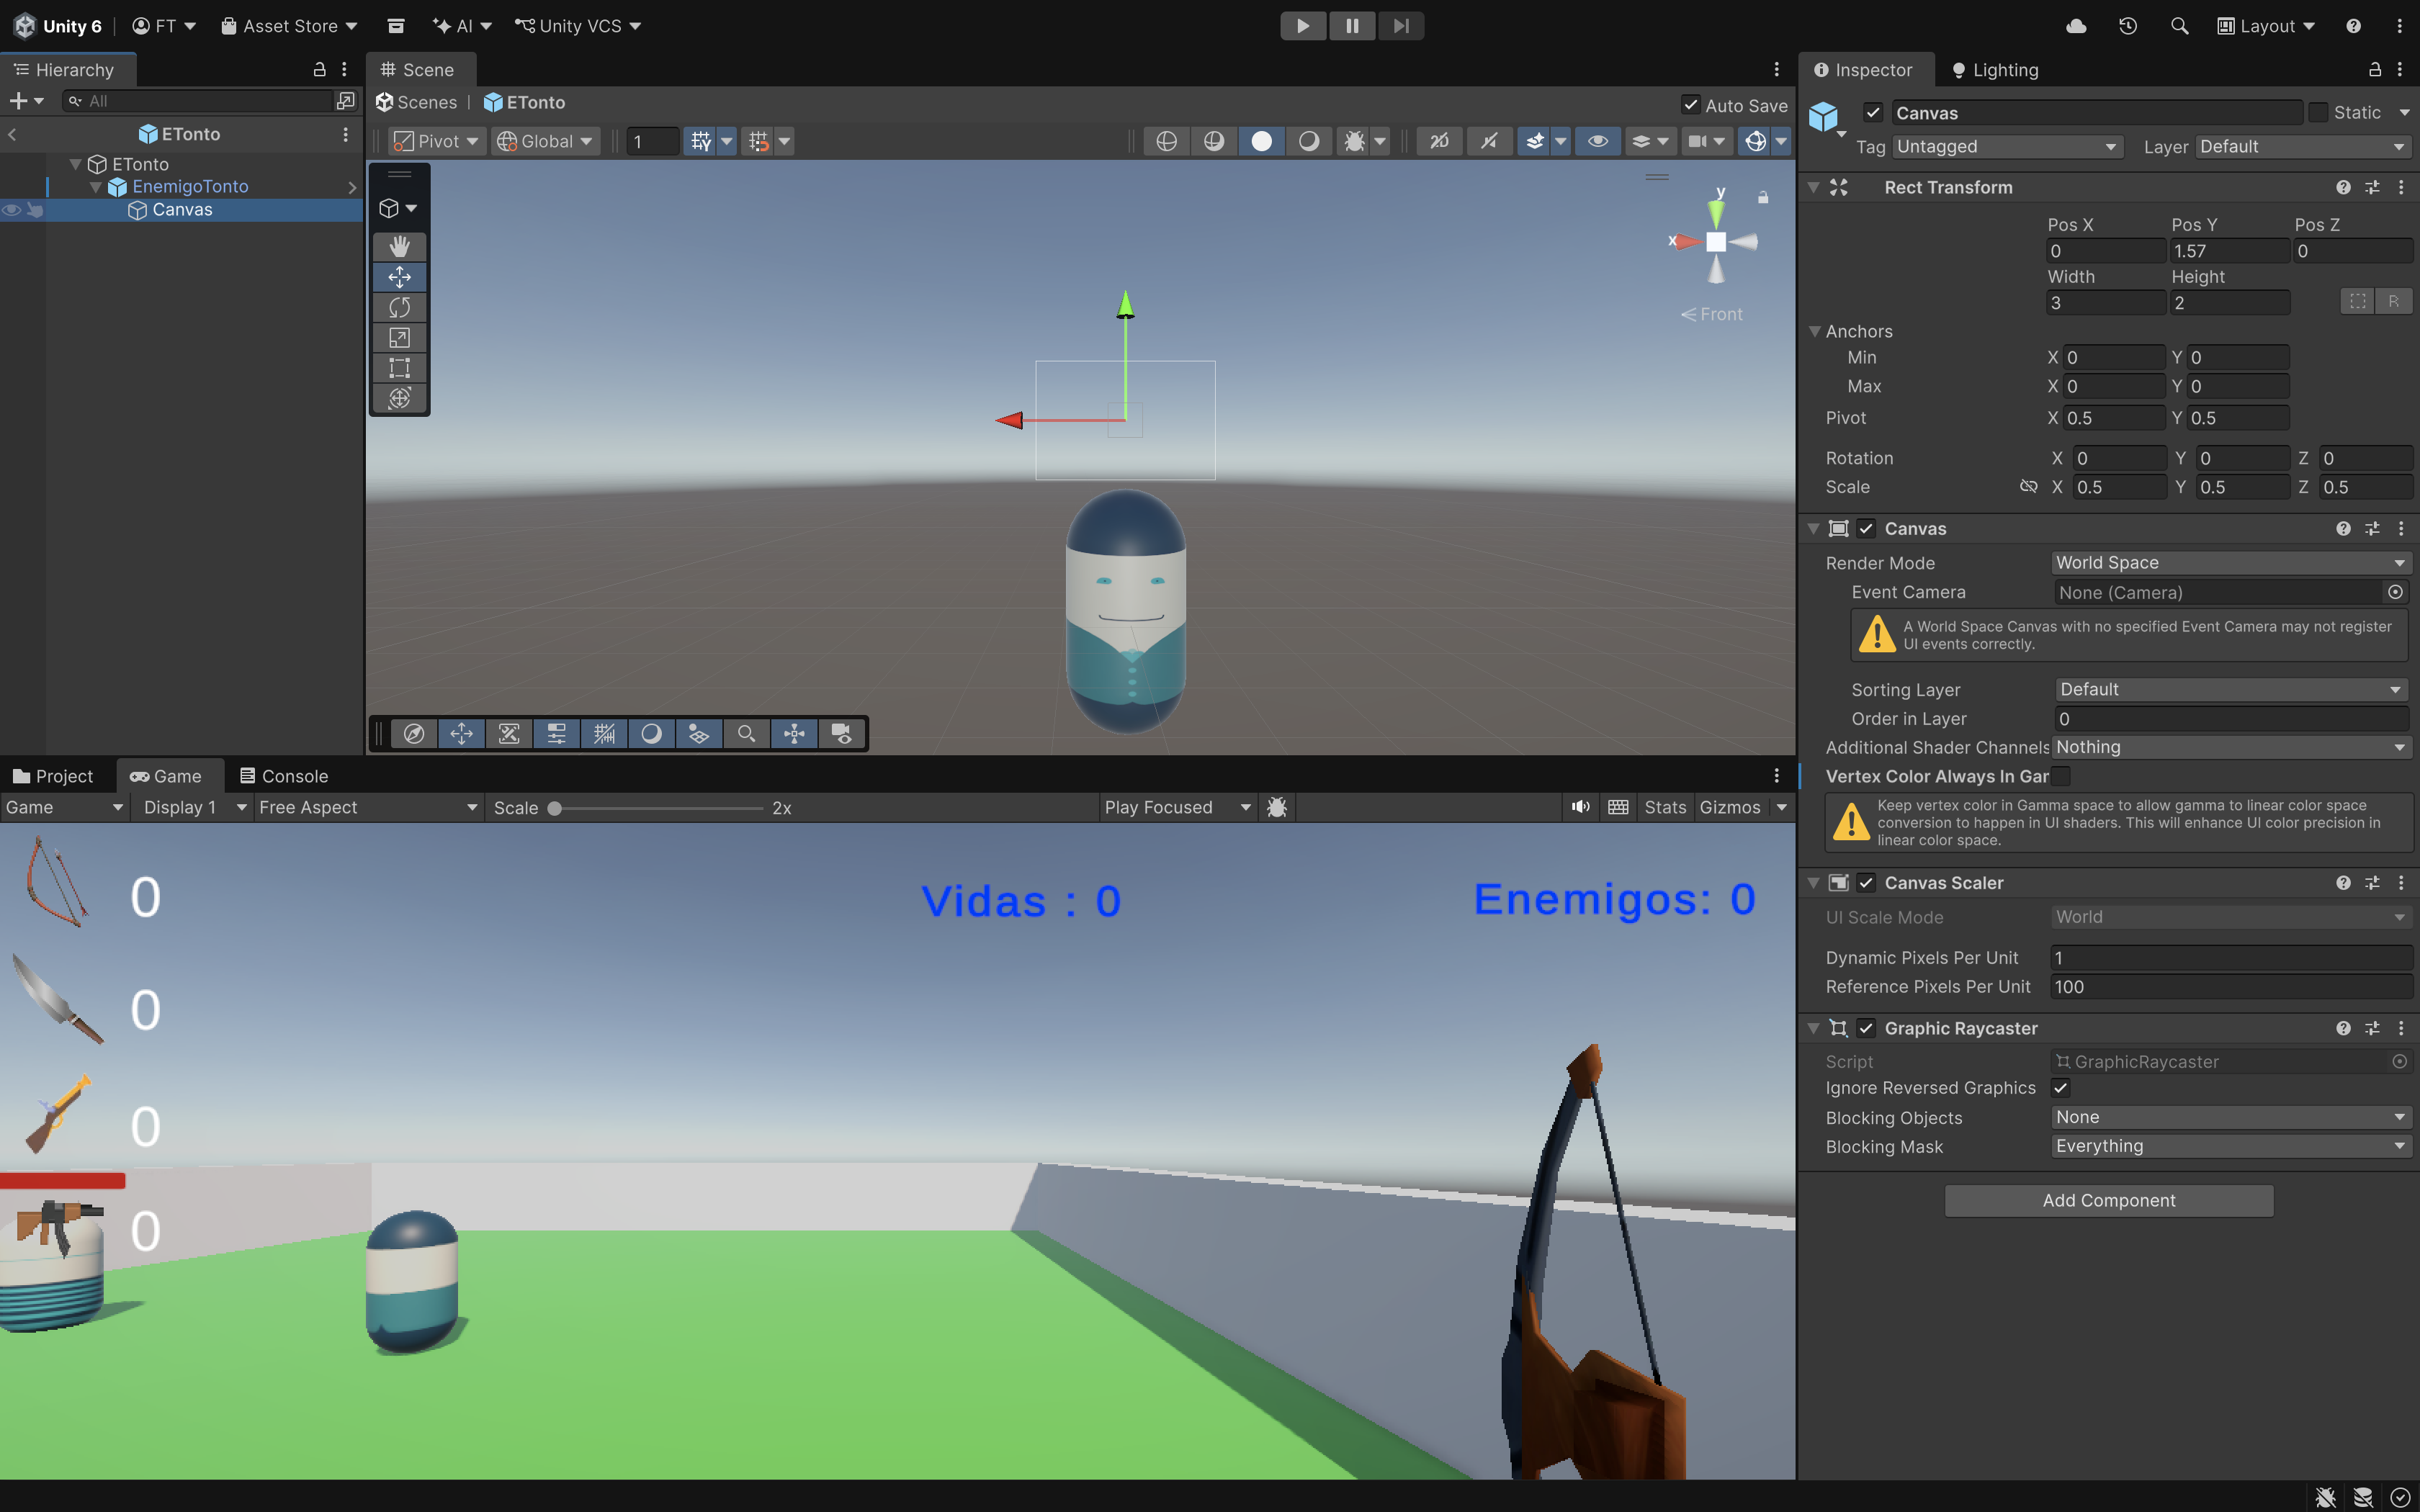 Unity 6
FT
Asset Store
AI
Unity VCS
Layout
Hierarchy
All
ETonto
ETonto
EnemigoTonto
Canvas
Scene
Scenes
ETonto
Auto Save
Pivot
Global
1
2D
y
x
Front
Project
Game
Console
Game
Display 1
Free Aspect
Scale
2x
Play Focused
Stats
Gizmos
0
Vidas : 0
Enemigos: 0
0
0
0
Inspector
Lighting
Canvas
Static
Tag
Untagged
Layer
Default
Rect Transform
Pos X
Pos Y
Pos Z
0
1.57
0
Width
Height
3
2
R
Anchors
Min
X 0
Y 0
Max
X 0
Y 0
Pivot
X 0.5
Y 0.5
Rotation
X 0
Y 0
Z 0
Scale
X 0.5
Y 0.5
Z 0.5
Canvas
Render Mode
World Space
Event Camera
None (Camera)
A World Space Canvas with no specified Event Camera may not register
UI events correctly.
Sorting Layer
Default
Order in Layer
0
Additional Shader Channels
Nothing
Vertex Color Always In Gar
Keep vertex color in Gamma space to allow gamma to linear color space
conversion to happen in UI shaders. This will enhance UI color precision in
linear color space.
Canvas Scaler
UI Scale Mode
World
Dynamic Pixels Per Unit
1
Reference Pixels Per Unit
100
Graphic Raycaster
Script
GraphicRaycaster
Ignore Reversed Graphics
Blocking Objects
None
Blocking Mask
Everything
Add Component